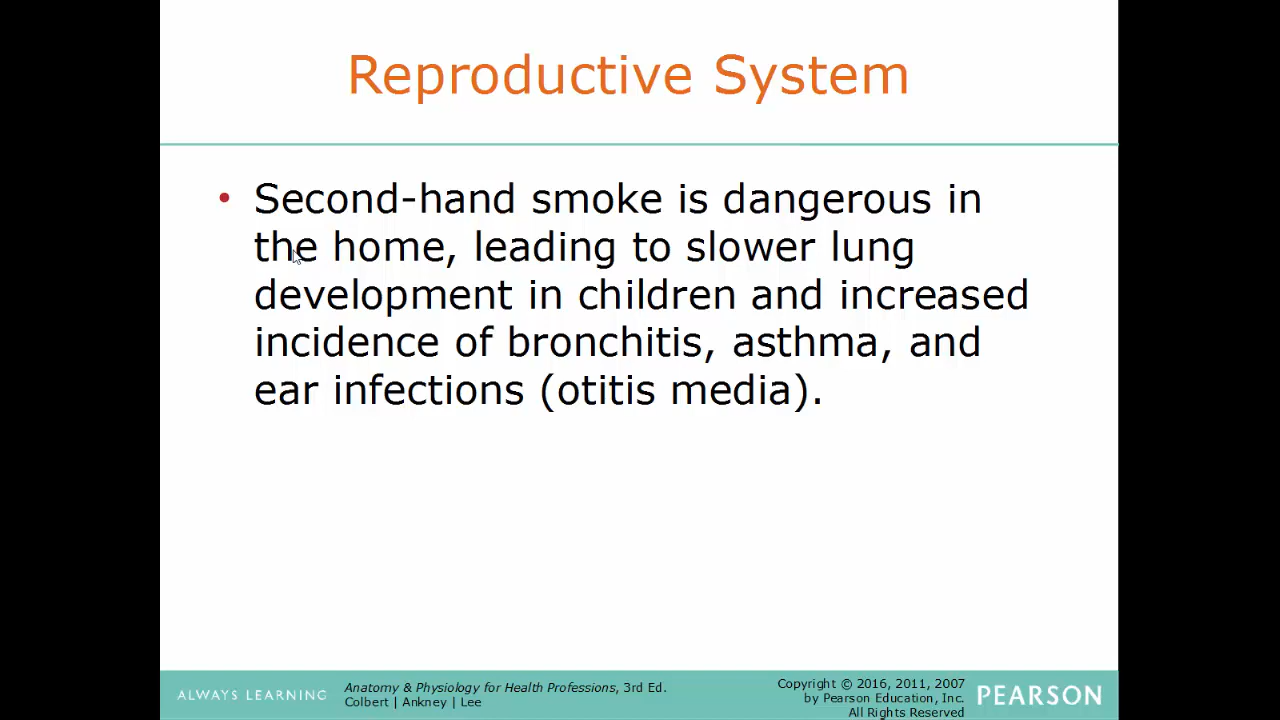 Reproductive System
• Second-hand smoke is dangerous in
the home, leading to slower lung
development in children and increased
incidence of bronchitis, asthma, and
ear infections (otitis media).
ALWAYS LEARNING
Anatomy & Physiology for Health Professions, 3rd Ed.
Colbert | Ankney | Lee
Copyright © 2016, 2011, 2007
by Pearson Education, Inc.
All Rights Reserved
PEARSON